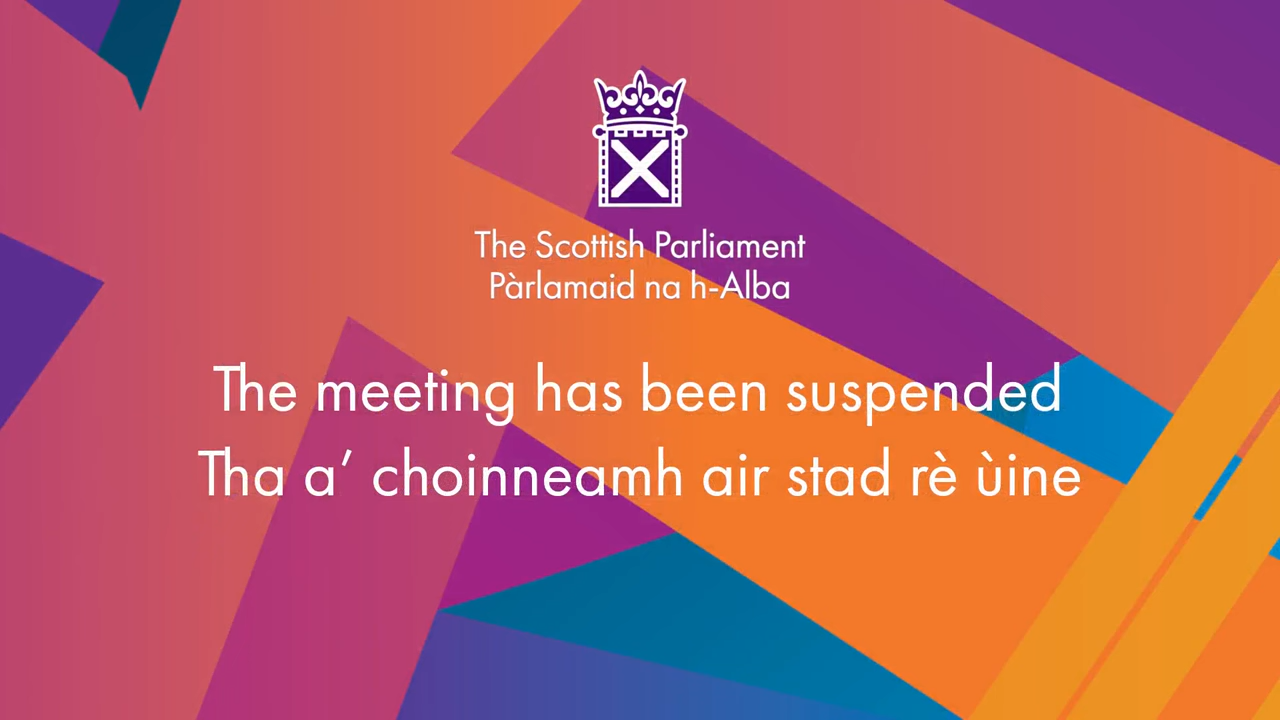 The Scottish Parliament
Pàrlamaid na h-Alba
The meeting has been suspended
Tha a’ choinneamh air stad rè ùine